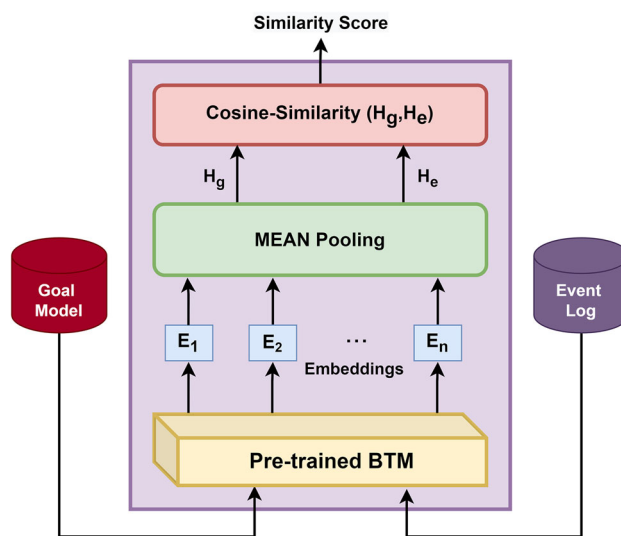 Similarity Score
Cosine-Similarity (Hg,He)
Hg
He
MEAN Pooling
Goal
Model
Event
Log
E1
E2
...
En
Embeddings
Pre-trained BTM